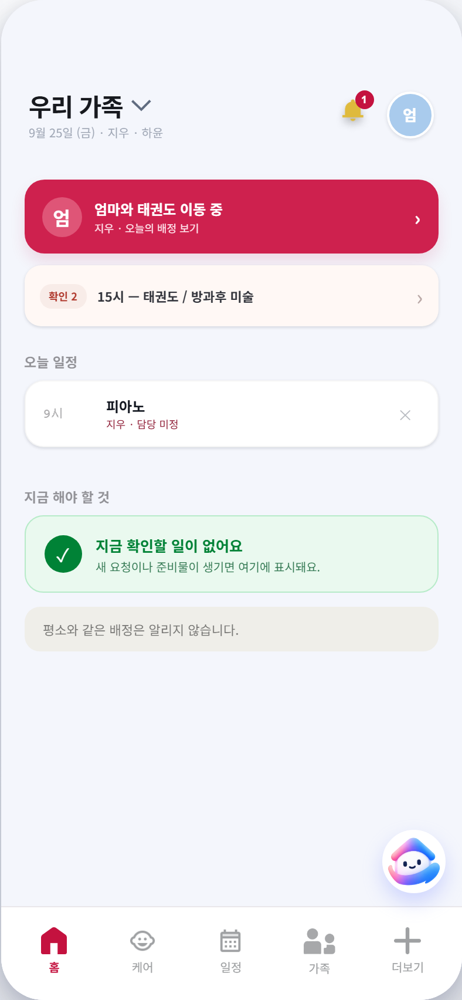 우리 가족
1
엄
9월 25일 (금) · 지우 · 하윤
엄
엄마와 태권도 이동 중
지우 · 오늘의 배정 보기
확인 2
15시 — 태권도 / 방과후 미술
오늘 일정
9시
피아노
지우 · 담당 미정
지금 해야 할 것
지금 확인할 일이 없어요
새 요청이나 준비물이 생기면 여기에 표시돼요.
평소와 같은 배정은 알리지 않습니다.
홈
케어
일정
가족
더보기